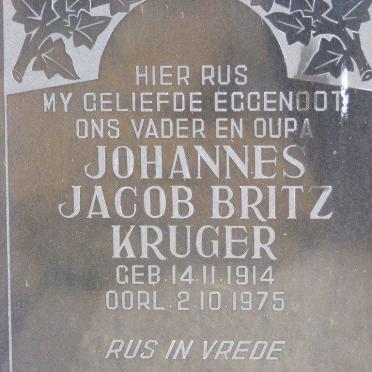 HIER RUS
MY GELIEFDE EGGENOOT
ONS VADER EN OUPA
JOHANNES
JACOB BRITZ
KRUGER
GEB. 14.11.1914
OORL. 2.10.1975
RUS IN VREDE